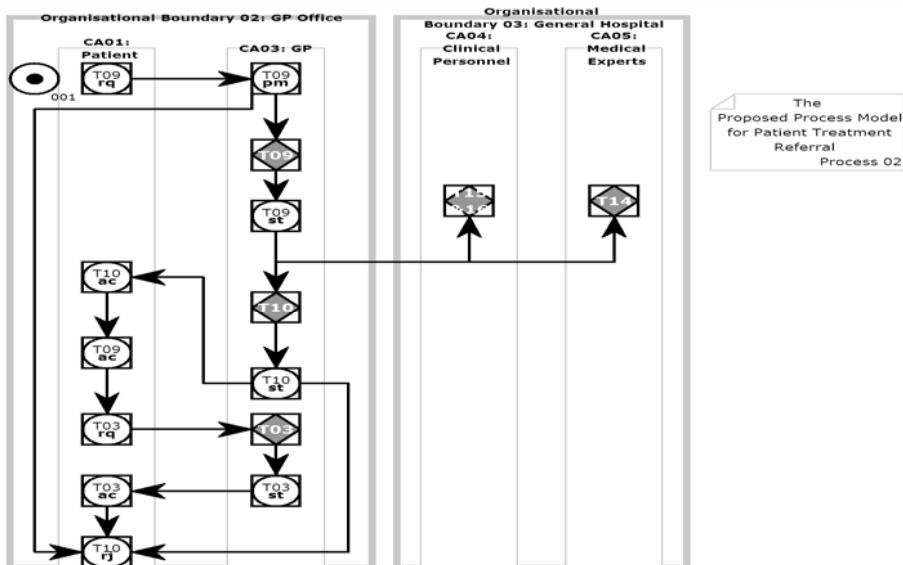 Organisational Boundary 02: GP Office
Organisational
Boundary 03: General Hospital
CA01:
Patient
CA03: GP
CA04:
Clinical
Personnel
CA05:
Medical
Experts
001
T09
rq
T09
pm
The
Proposed Process Model
for Patient Treatment
Referral
Process 02
T09
T14
T09
st
T10
ac
T10
T09
ac
T10
st
T03
rq
T03
T03
ac
T03
st
T10
rj